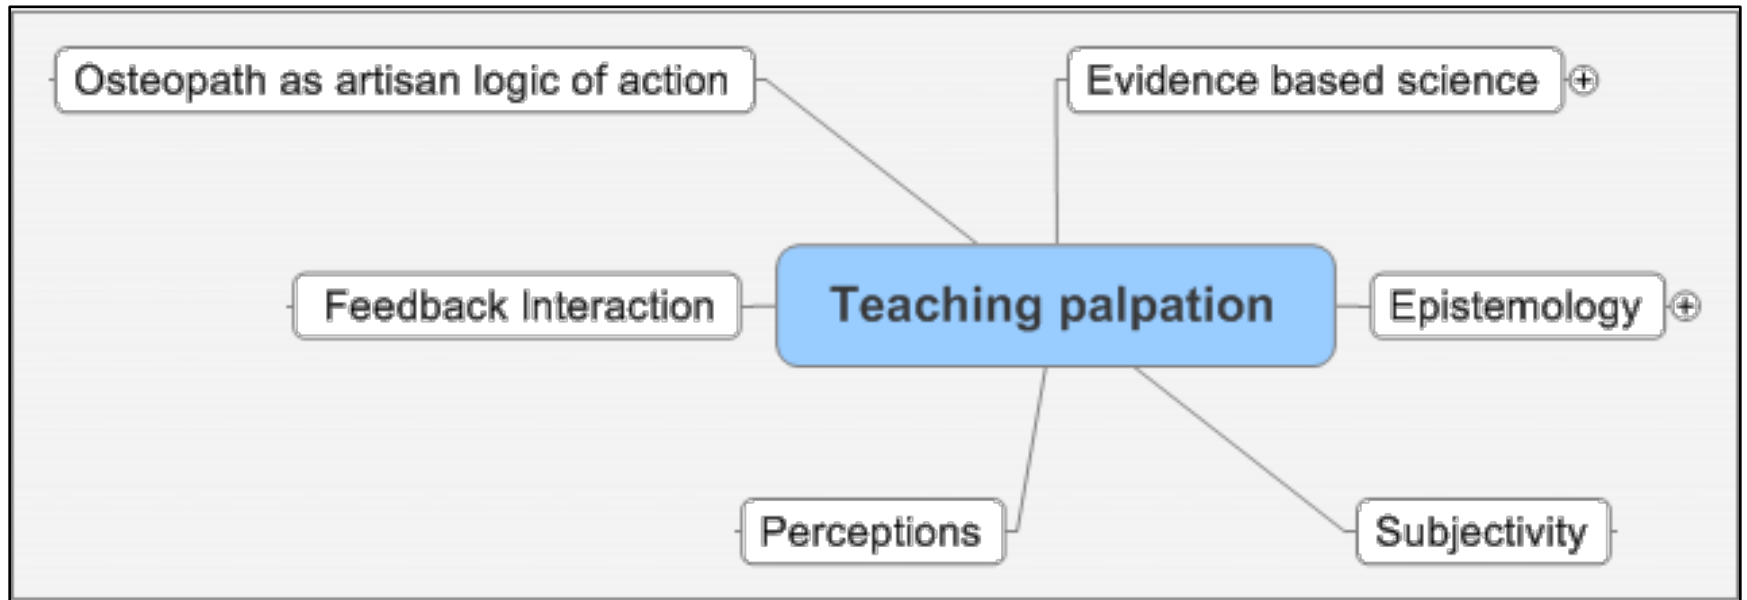 Osteopath as artisan logic of action
Evidence based science
Feedback Interaction
Teaching palpation
Epistemology
Perceptions
Subjectivity